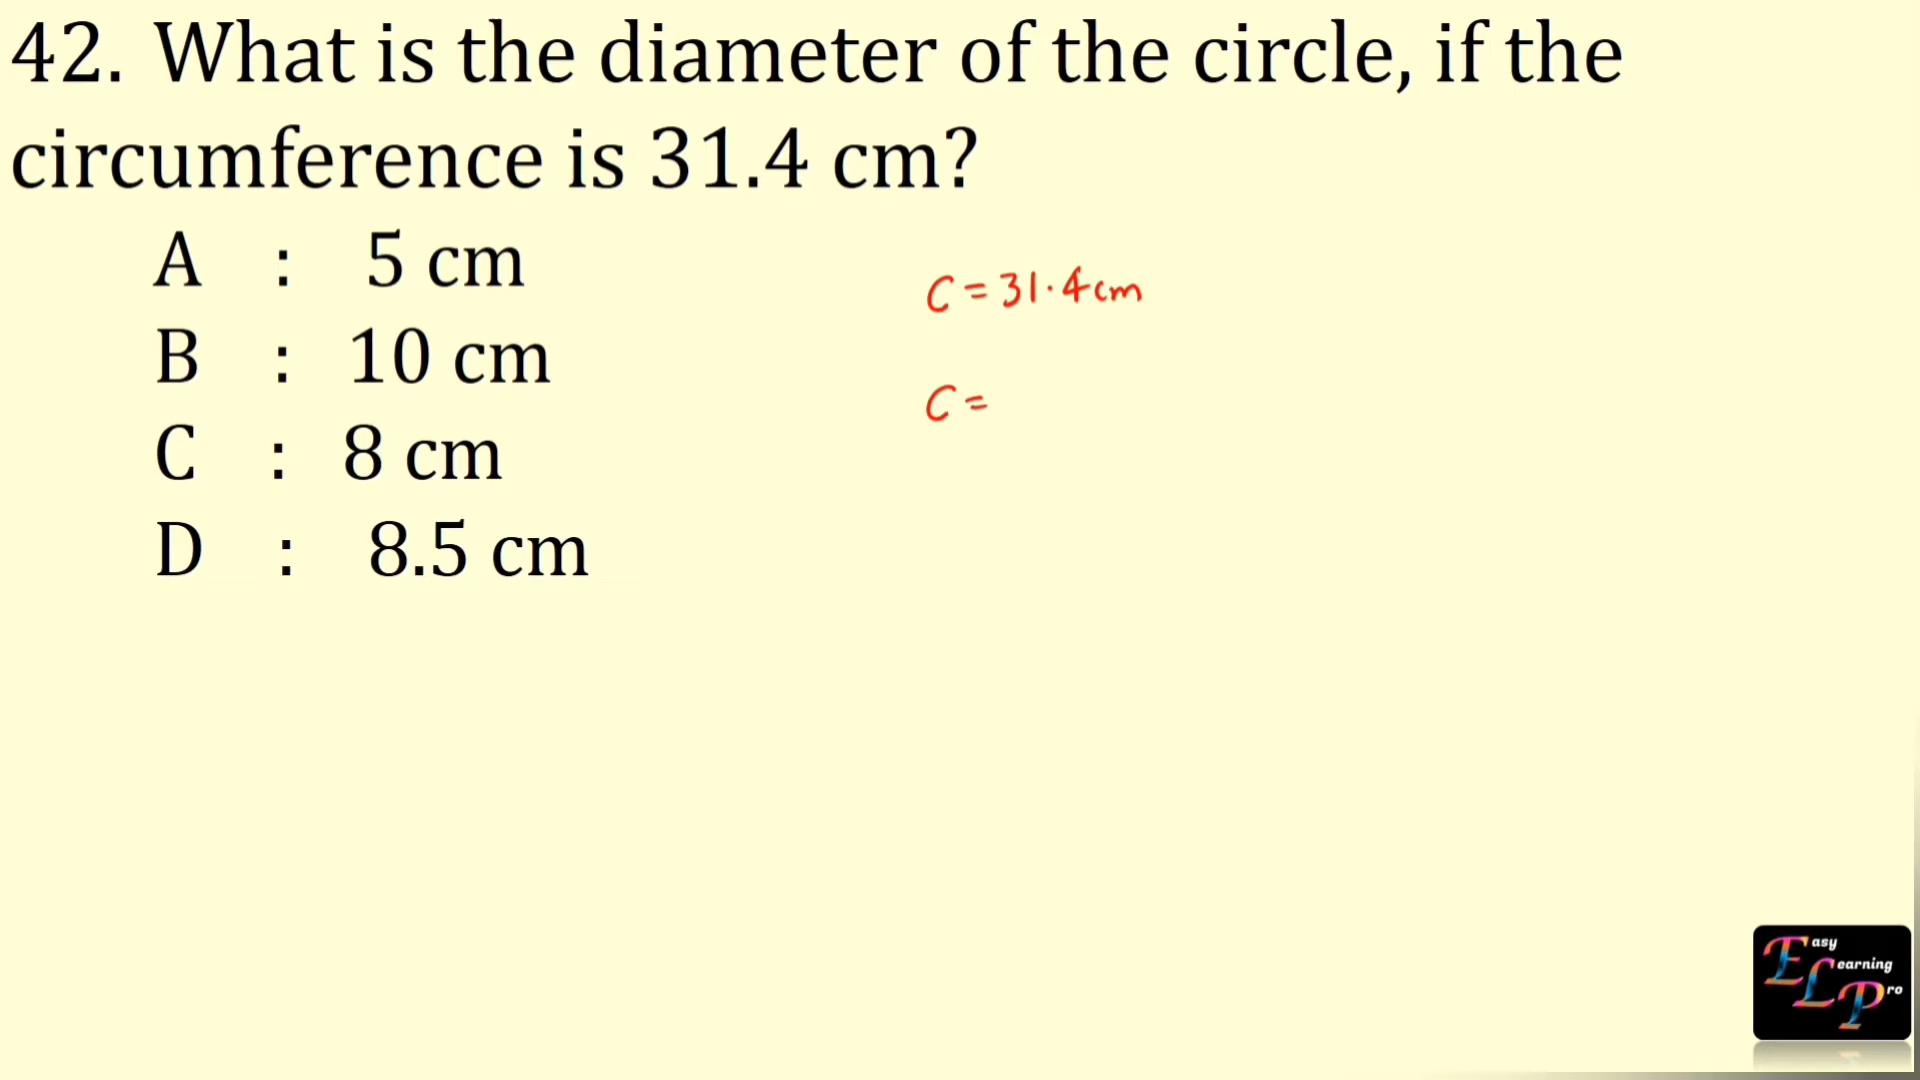 42. What is the diameter of the circle, if the
circumference is 31.4 cm?
A : 5 cm
B : 10 cm
C : 8 cm
D : 8.5 cm
C = 31.4cm
C =
Easy
Learning
Pro